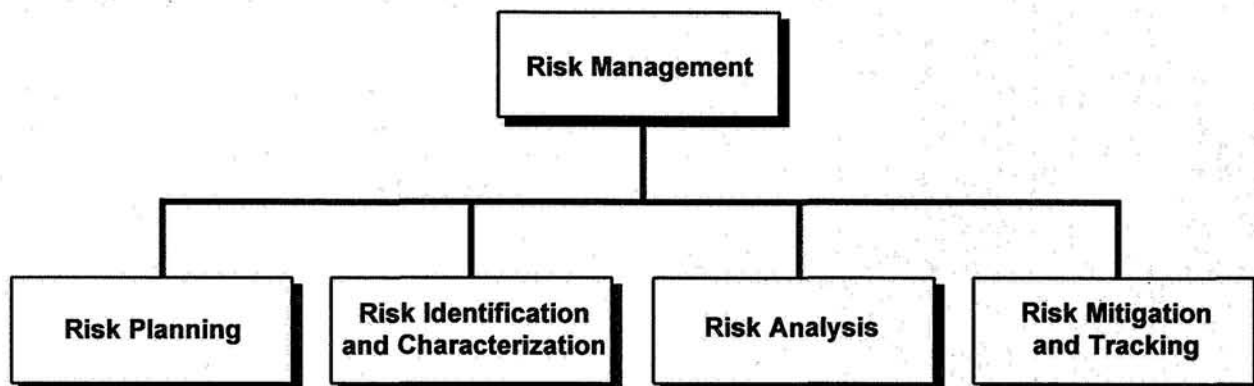 Risk Management
Risk Planning
Risk Identification
and Characterization
Risk Analysis
Risk Mitigation
and Tracking